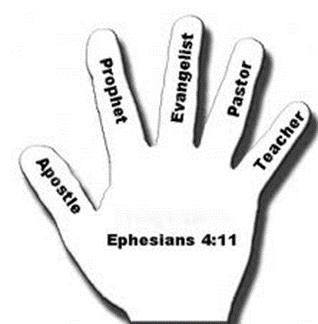 Apostle
Prophet
Evangelist
Pastor
Teacher
Ephesians 4:11